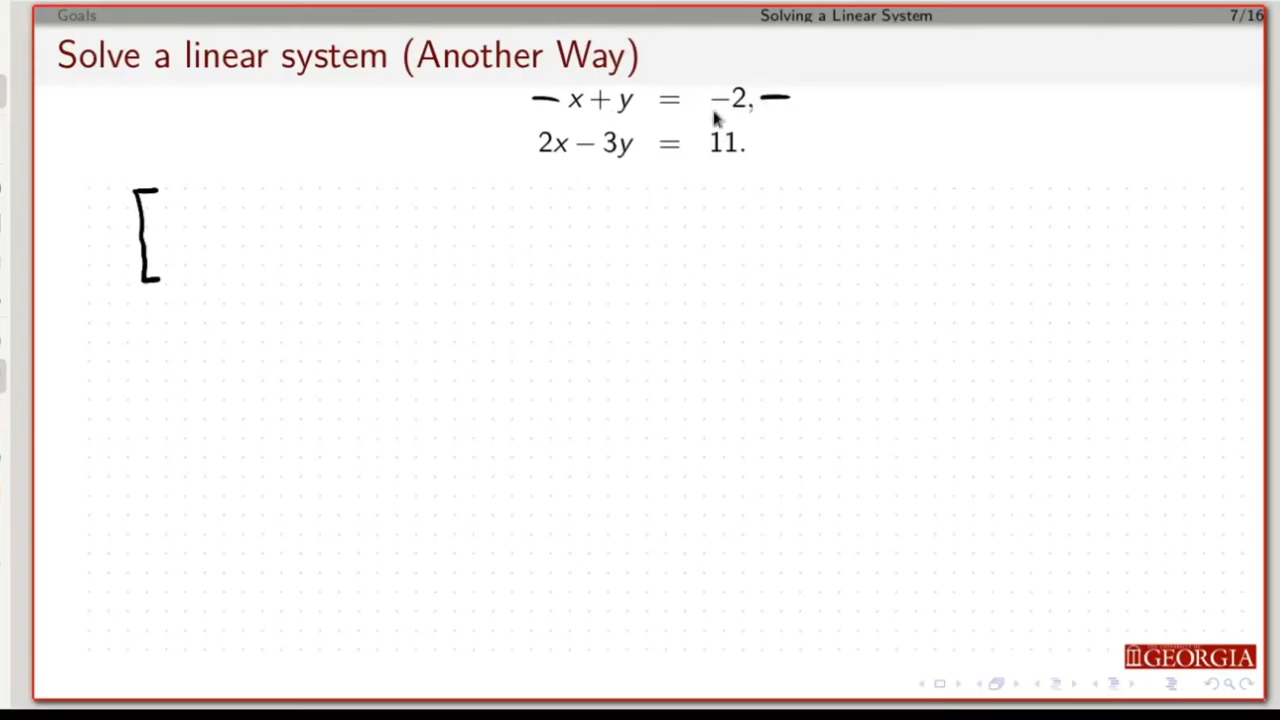 Goals Solving a Linear System 7/16
Solve a linear system (Another Way)
— x + y = −2, —
2x − 3y = 11.
[
GEORGIA